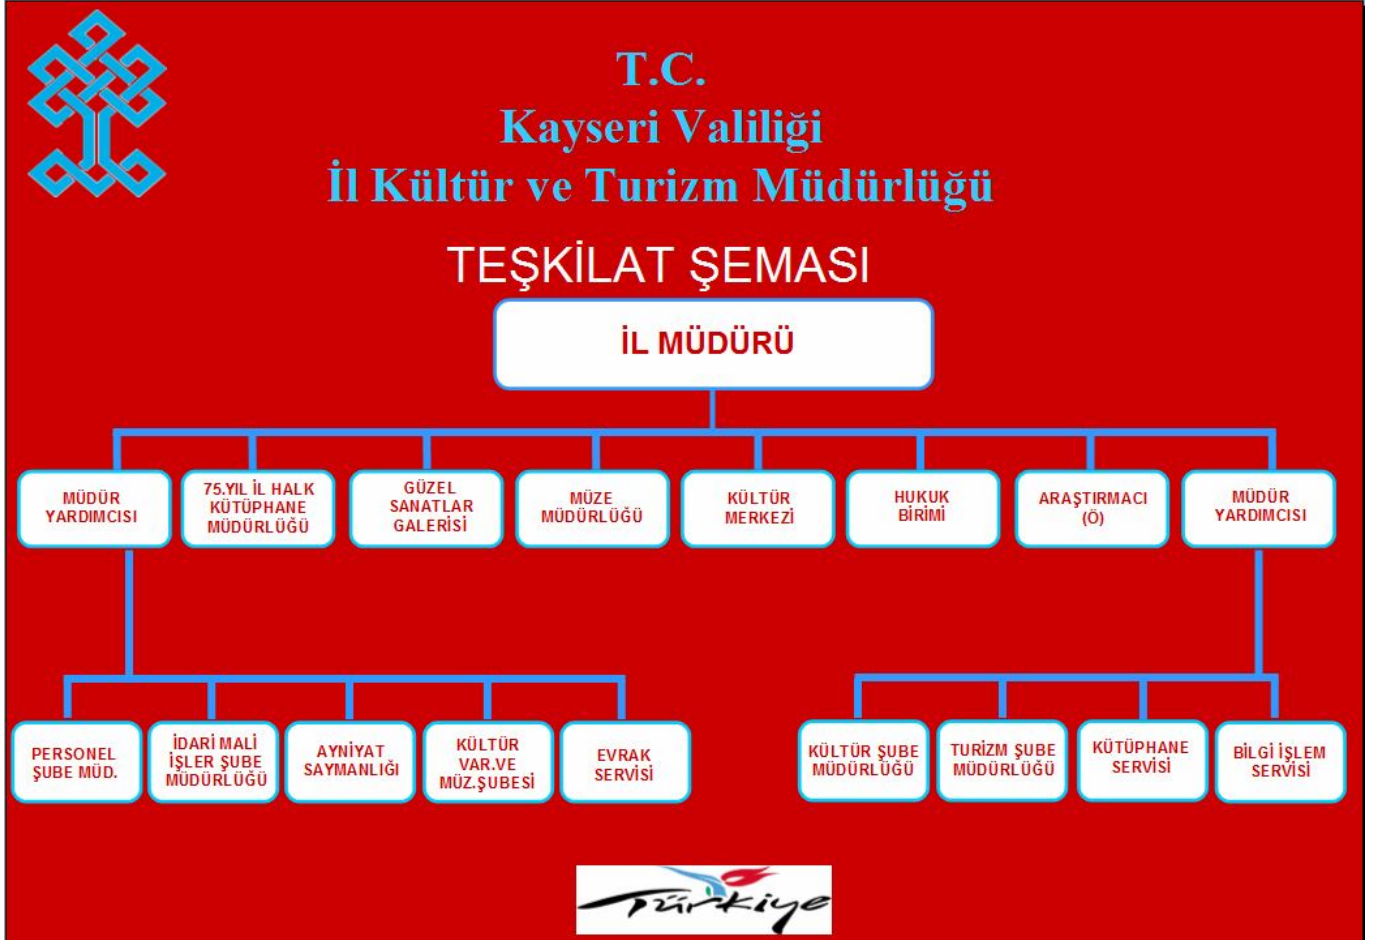 T.C.
Kayseri Valiliği
İl Kültür ve Turizm Müdürlüğü
TEŞKİLAT ŞEMASI
İL MÜDÜRÜ
MÜDÜR
YARDIMCISI
75.YIL İL HALK
KÜTÜPHANE
MÜDÜRLÜĞÜ
GÜZEL
SANATLAR
GALERİSİ
MÜZE
MÜDÜRLÜĞÜ
KÜLTÜR
MERKEZİ
HUKUK
BİRİMİ
ARAŞTIRMACI
(Ö)
MÜDÜR
YARDIMCISI
PERSONEL
ŞUBE MÜD.
İDARİ MALİ
İŞLER ŞUBE
MÜDÜRLÜĞÜ
AYNİYAT
SAYMANLIĞI
KÜLTÜR
VAR.VE
MÜZ.ŞUBESİ
EVRAK
SERVİSİ
KÜLTÜR ŞUBE
MÜDÜRLÜĞÜ
TURİZM ŞUBE
MÜDÜRLÜĞÜ
KÜTÜPHANE
SERVİSİ
BİLGİ İŞLEM
SERVİSİ
Türkiye